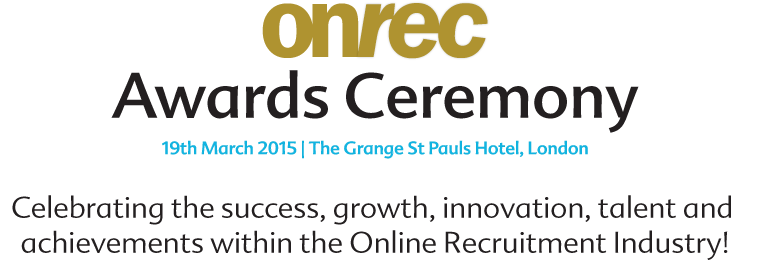 onrec
Awards Ceremony
19th March 2015 | The Grange St Pauls Hotel, London
Celebrating the success, growth, innovation, talent and
achievements within the Online Recruitment Industry!